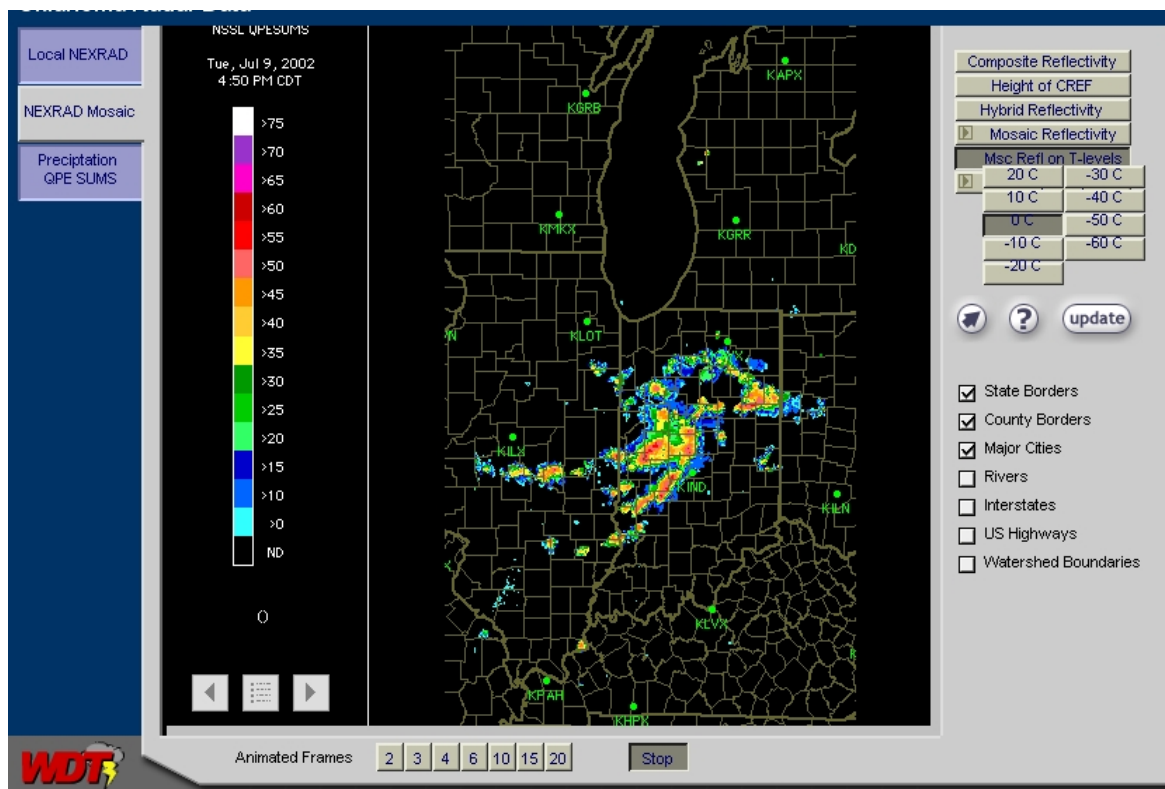 NSSL QPESUMS
Tue, Jul 9, 2002
4:50 PM CDT
Local NEXRAD
NEXRAD Mosaic
Preciptation
QPE SUMS
>75
>70
>65
>60
>55
>50
>45
>40
>35
>30
>25
>20
>15
>10
>0
ND
0
KAPX
KGRB
KMKX
KGRR
KD
KLOT
KILX
KIND
KILN
KLVX
KPAH
KHPX
Composite Reflectivity
Height of CREF
Hybrid Reflectivity
Mosaic Reflectivity
Msc Refl on T-levels
20 C
-30 C
10 C
-40 C
0 C
-50 C
-10 C
-60 C
-20 C
?
update
State Borders
County Borders
Major Cities
Rivers
Interstates
US Highways
Watershed Boundaries
Animated Frames
2
3
4
6
10
15
20
Stop
WDT